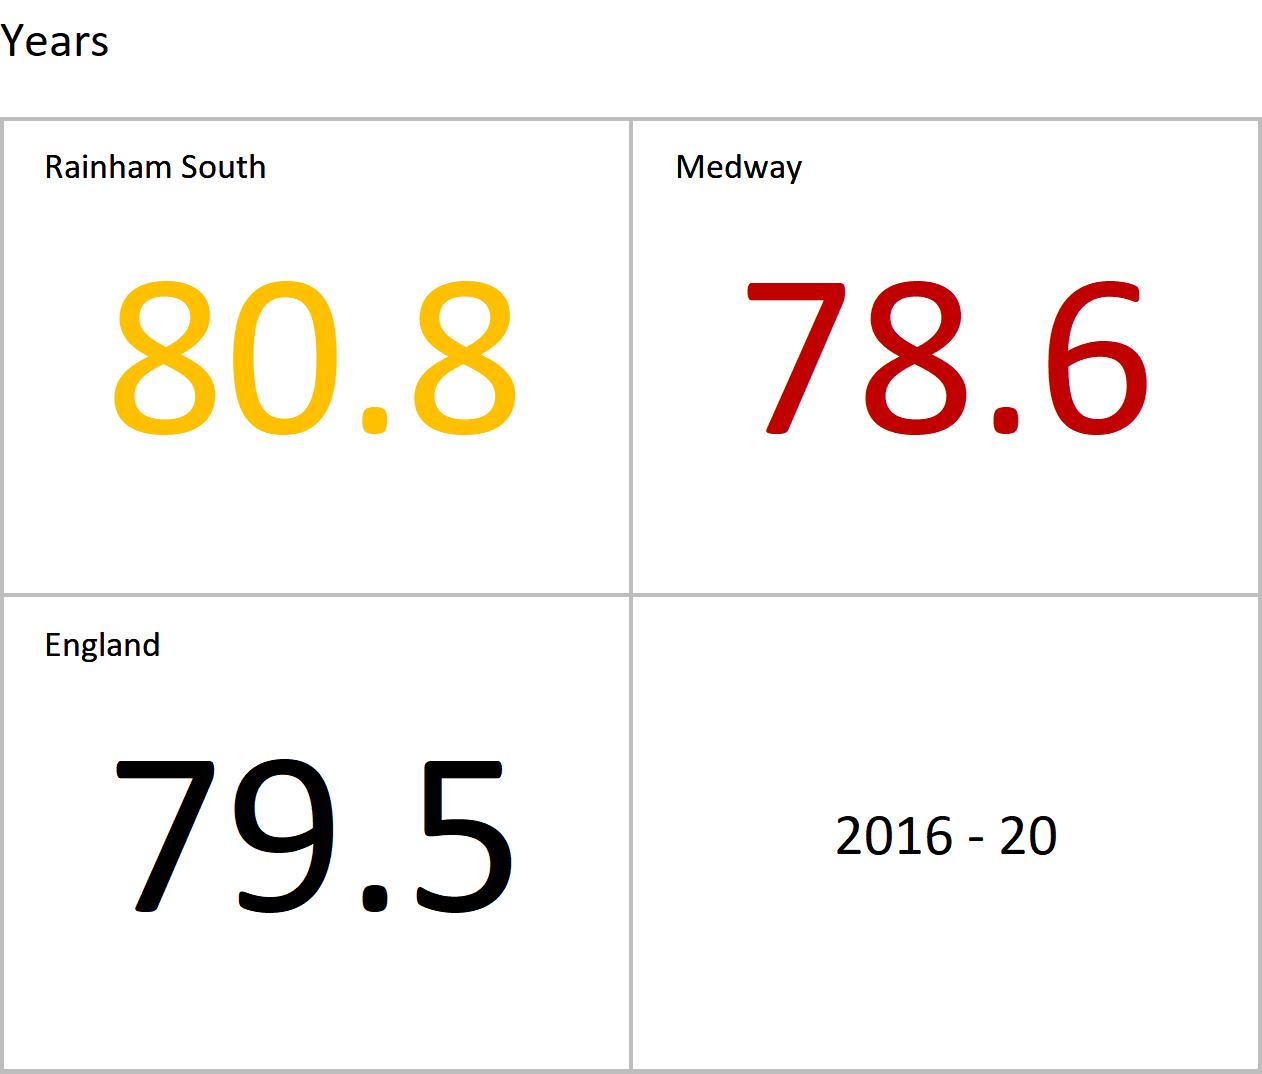 Years
Rainham South
80.8
Medway
78.6
England
79.5
2016 - 20